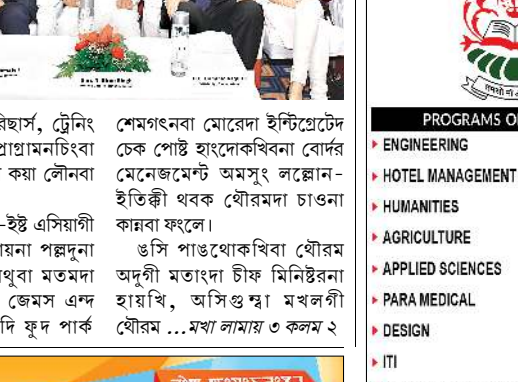 রিছার্স, ট্রেনিং
প্রোগ্রামনচিংবা
কয়া লৌনবা
-ইষ্ট এসিয়াগী
য়না পল্লদুনা
থুবা মতমদা
জেমস এন্দ
দি ফুদ পার্ক
শেমগৎনবা মোরেদা ইন্টিগ্রেটেদ
চেক পোষ্ট হাংদোকখিবনা বোর্দর
মেনেজমেন্ট অমসুং লল্লোন-
ইতিক্কী থবক থৌরমদা চাওনা
কান্নবা ফংলে।
ঙসি পাঙথোকখিবা থৌরম
অদুগী মতাংদা চীফ মিনিষ্টরনা
হায়খি, অসিগুম্বা মখলগী
থৌরম ...মখা লামায় ৩ কলম ২
PROGRAMS
ENGINEERING
HOTEL MANAGEMENT
HUMANITIES
AGRICULTURE
APPLIED SCIENCES
PARA MEDICAL
DESIGN
ITI